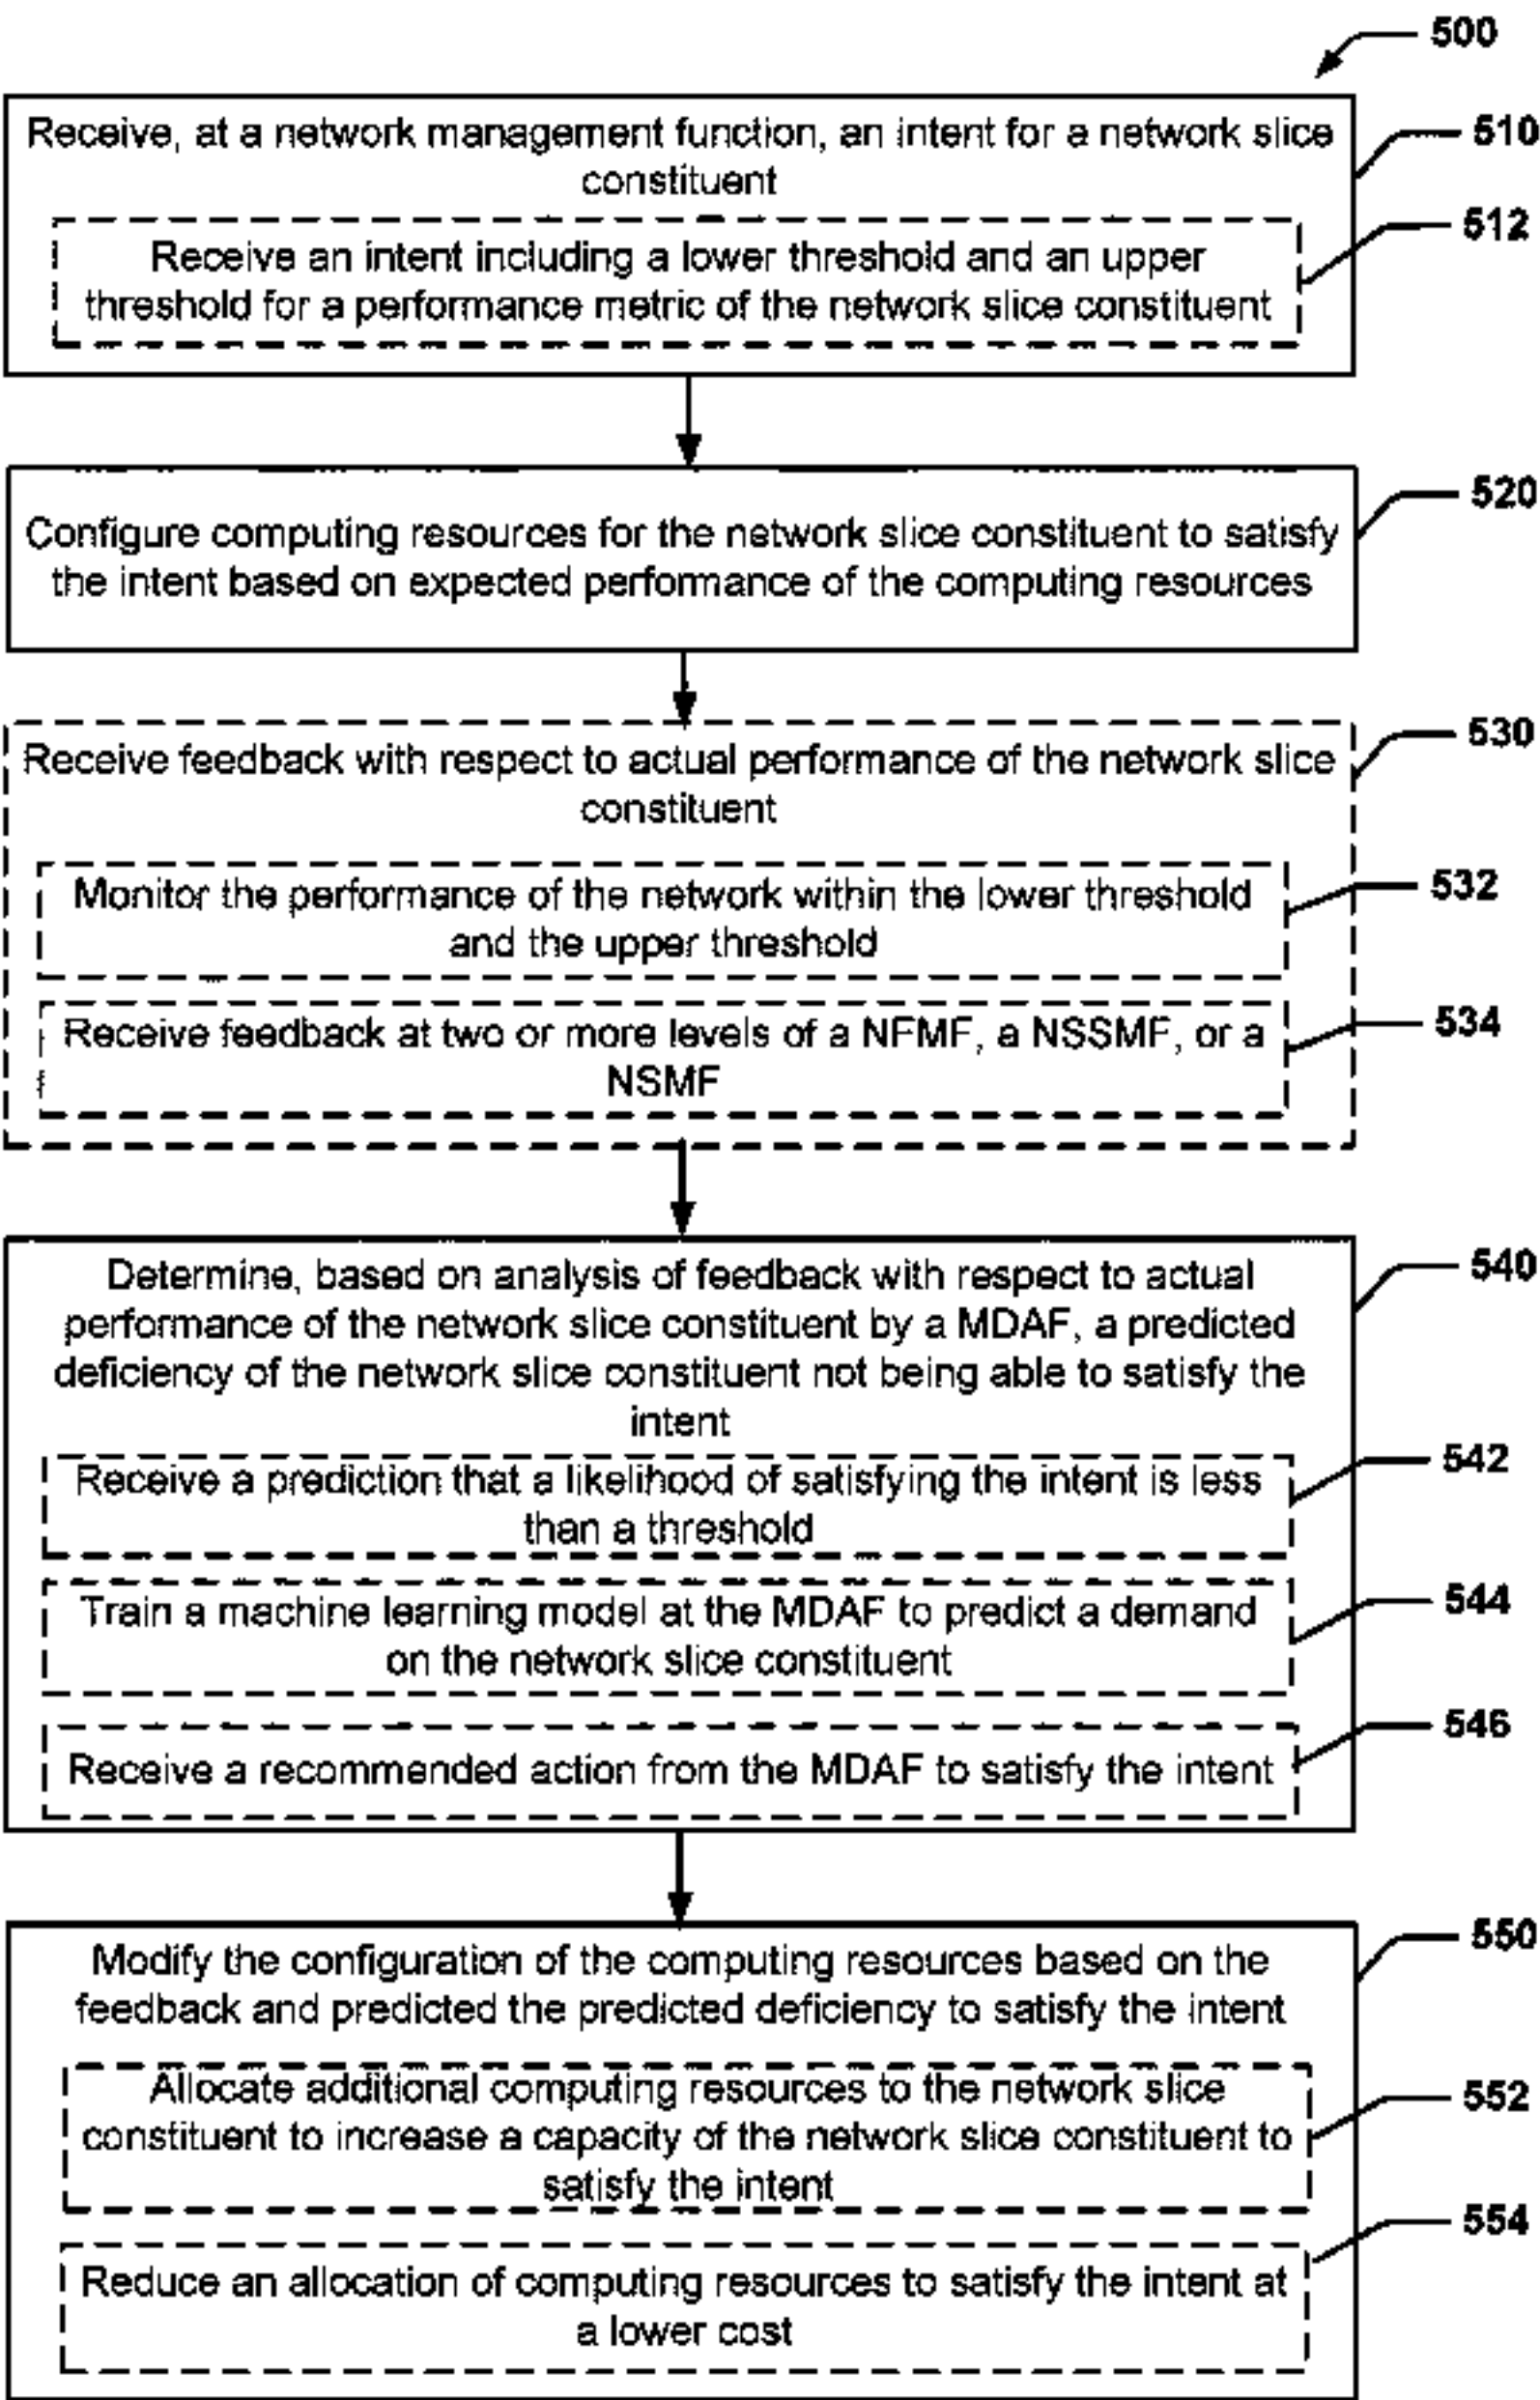 500
Receive, at a network management function, an intent for a network slice
constituent
510
Receive an intent including a lower threshold and an upper
threshold for a performance metric of the network slice constituent
512
Configure computing resources for the network slice constituent to satisfy
the intent based on expected performance of the computing resources
520
Receive feedback with respect to actual performance of the network slice
constituent
530
Monitor the performance of the network within the lower threshold
and the upper threshold
532
Receive feedback at two or more levels of a NFMF, a NSSMF, or a
NSMF
534
Determine, based on analysis of feedback with respect to actual
performance of the network slice constituent by a MDAF, a predicted
deficiency of the network slice constituent not being able to satisfy the
intent
540
Receive a prediction that a likelihood of satisfying the intent is less
than a threshold
542
Train a machine learning model at the MDAF to predict a demand
on the network slice constituent
544
Receive a recommended action from the MDAF to satisfy the intent
546
Modify the configuration of the computing resources based on the
feedback and predicted the predicted deficiency to satisfy the intent
550
Allocate additional computing resources to the network slice
constituent to increase a capacity of the network slice constituent to
satisfy the intent
552
Reduce an allocation of computing resources to satisfy the intent at
a lower cost
554